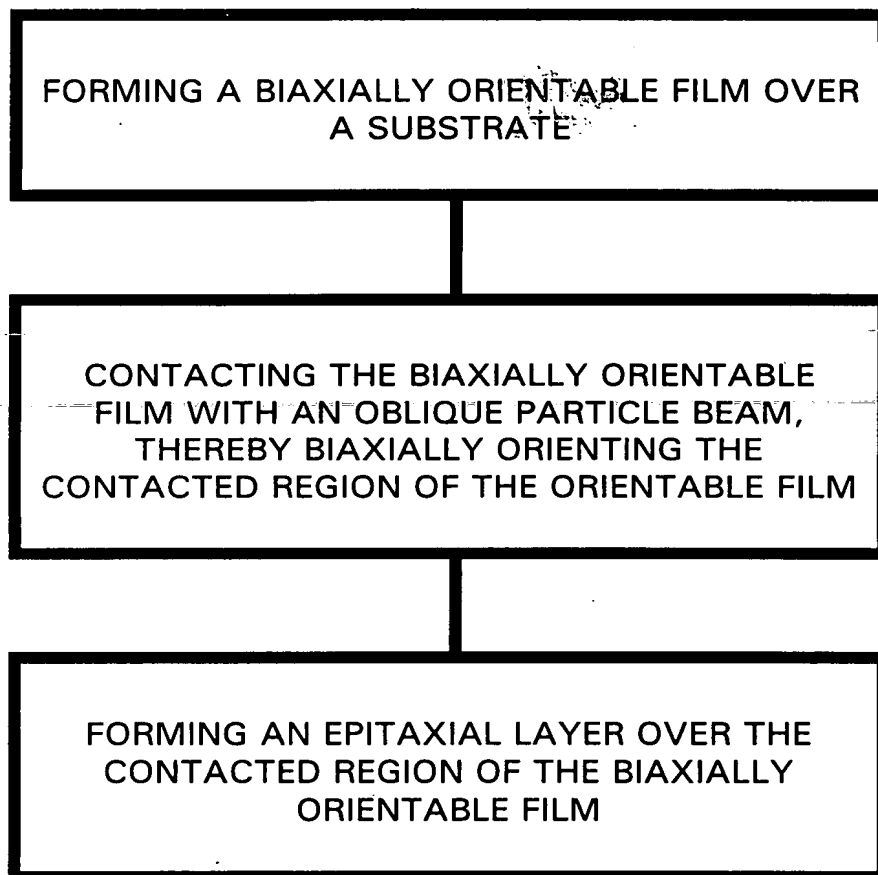 FORMING A BIAXIALLY ORIENTABLE FILM OVER
A SUBSTRATE
CONTACTING THE BIAXIALLY ORIENTABLE
FILM WITH AN OBLIQUE PARTICLE BEAM,
THEREBY BIAXIALLY ORIENTING THE
CONTACTED REGION OF THE ORIENTABLE FILM
FORMING AN EPITAXIAL LAYER OVER THE
CONTACTED REGION OF THE BIAXIALLY
ORIENTABLE FILM